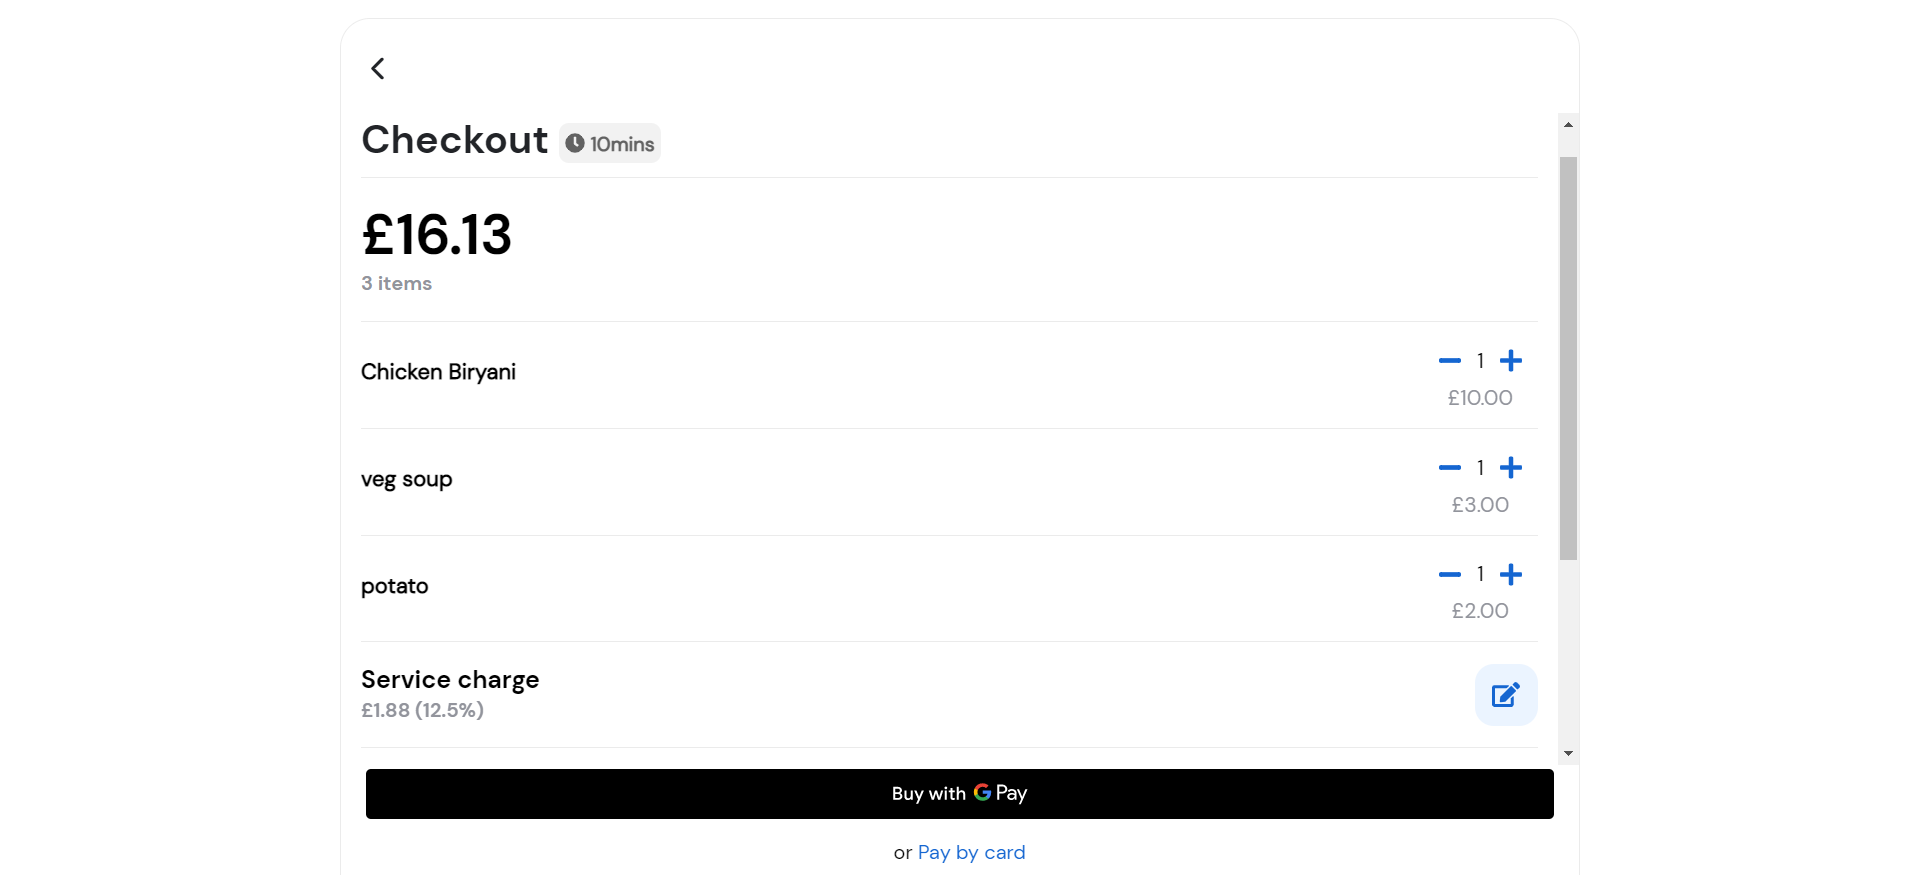 Checkout 10mins
£16.13
3 items
Chicken Biryani
1
£10.00
veg soup
1
£3.00
potato
1
£2.00
Service charge
£1.88 (12.5%)
Buy with G Pay
or Pay by card